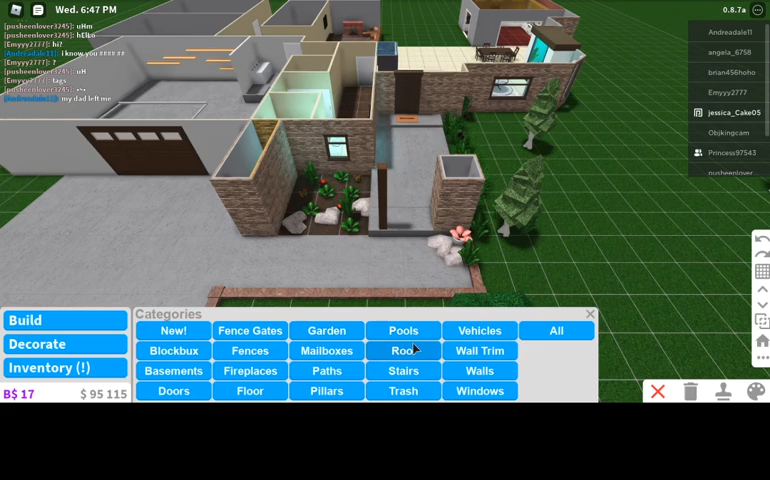 Wed. 6:47 PM
0.8.7a
[pusheenlover3245]: uHm
[pusheenlover3245]: hElko
[Emyyy2777]: hi?
[Andreadale11]: i know you ######
[Emyyy2777]: ?
[pusheenlover3245]: uH
[Emyyy2777]: tags
[pusheenlover3245]: •~•
[Andreadale11]: my dad left me
Andreadale11
angela_6758
brian456hoho
Emyyy2777
jessica_Cake05
Objkingcam
Princess97543
pusheenlover
Build
Decorate
Inventory (!)
B$ 17
$ 95 115
Categories
New!
Fence Gates
Garden
Pools
Vehicles
All
Blockbux
Fences
Mailboxes
Roo
Wall Trim
Basements
Fireplaces
Paths
Stairs
Walls
Doors
Floor
Pillars
Trash
Windows